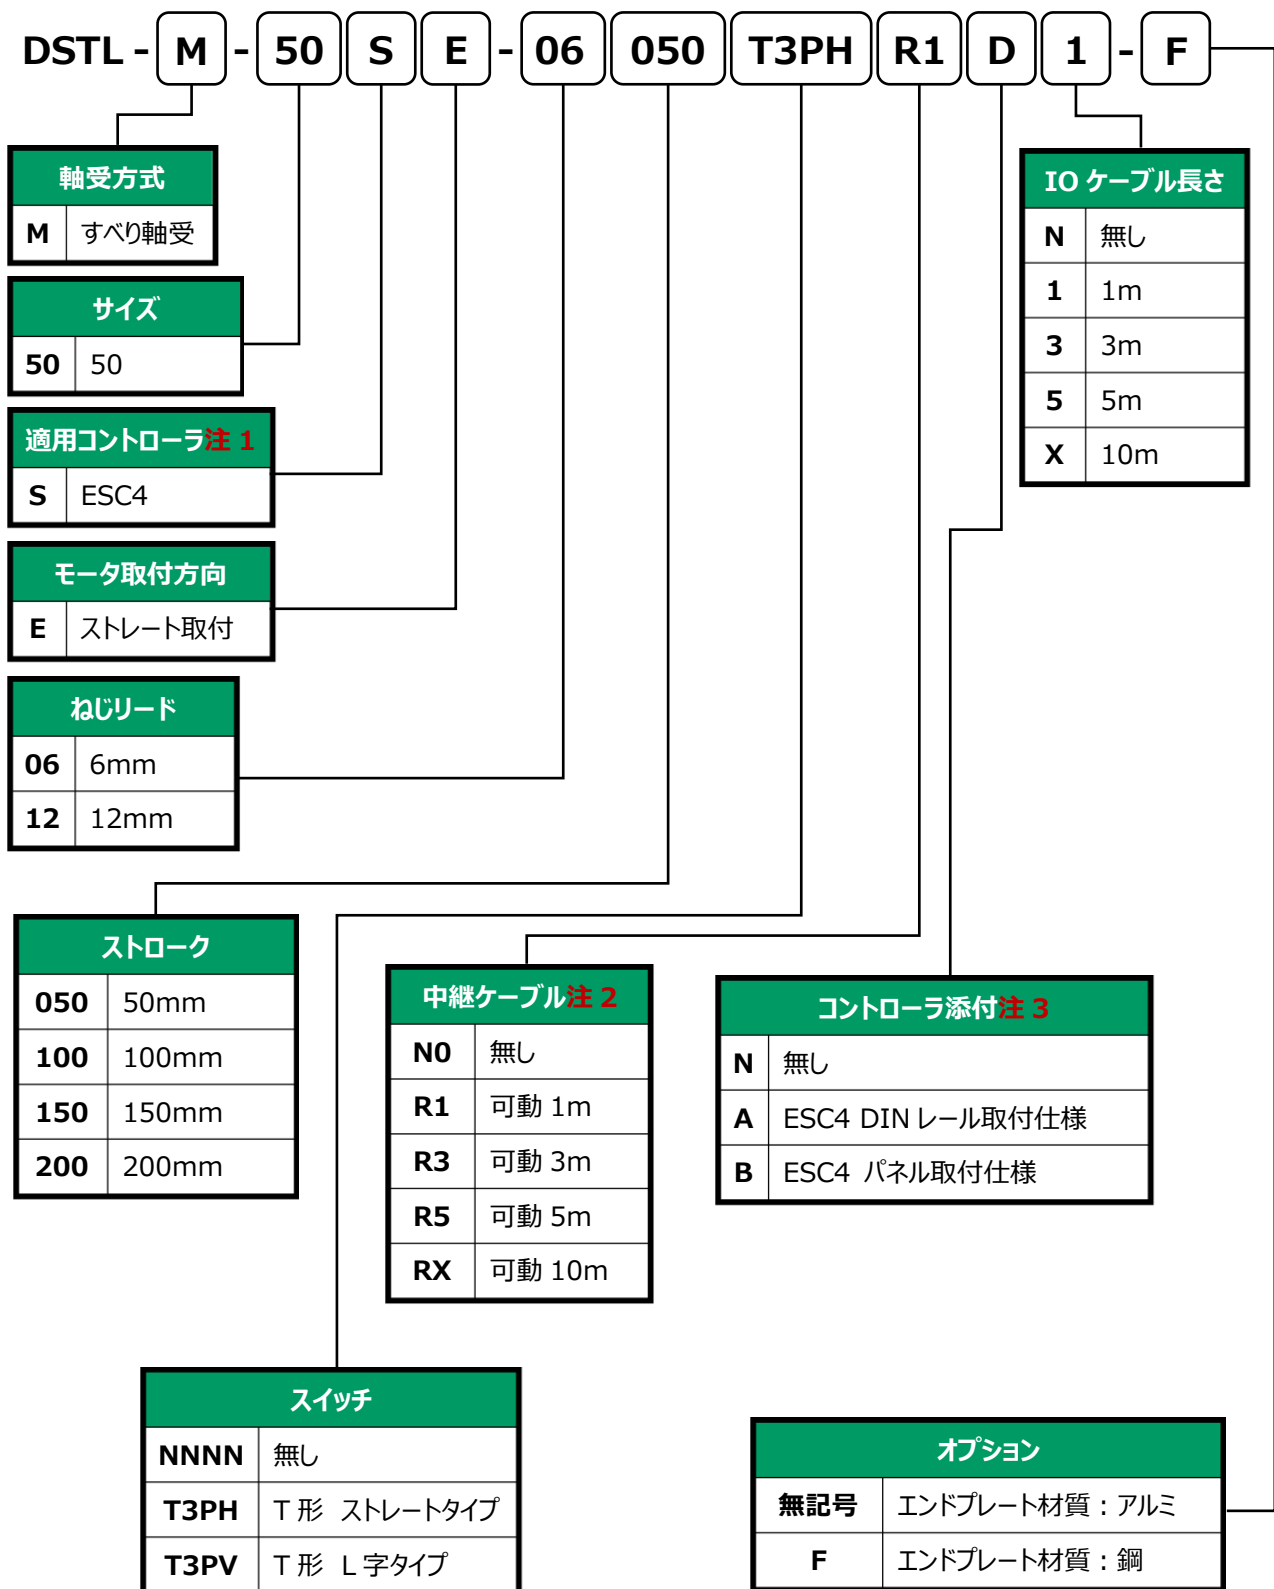 DSTL - M - 50 S E - 06 050 T3PH R1 D 1 - F
軸受方式
M すべり軸受
サイズ
50 50
適用コントローラ注 1
S ESC4
モータ取付方向
E ストレート取付
ねじリード
06 6mm
12 12mm
IO ケーブル長さ
N 無し
1 1m
3 3m
5 5m
X 10m
ストローク
050 50mm
100 100mm
150 150mm
200 200mm
中継ケーブル注 2
N0 無し
R1 可動 1m
R3 可動 3m
R5 可動 5m
RX 可動 10m
コントローラ添付注 3
N 無し
A ESC4 DIN レール取付仕様
B ESC4 パネル取付仕様
スイッチ
NNNN 無し
T3PH T 形 ストレートタイプ
T3PV T 形 L 字タイプ
オプション
無記号 エンドプレート材質：アルミ
F エンドプレート材質：鋼